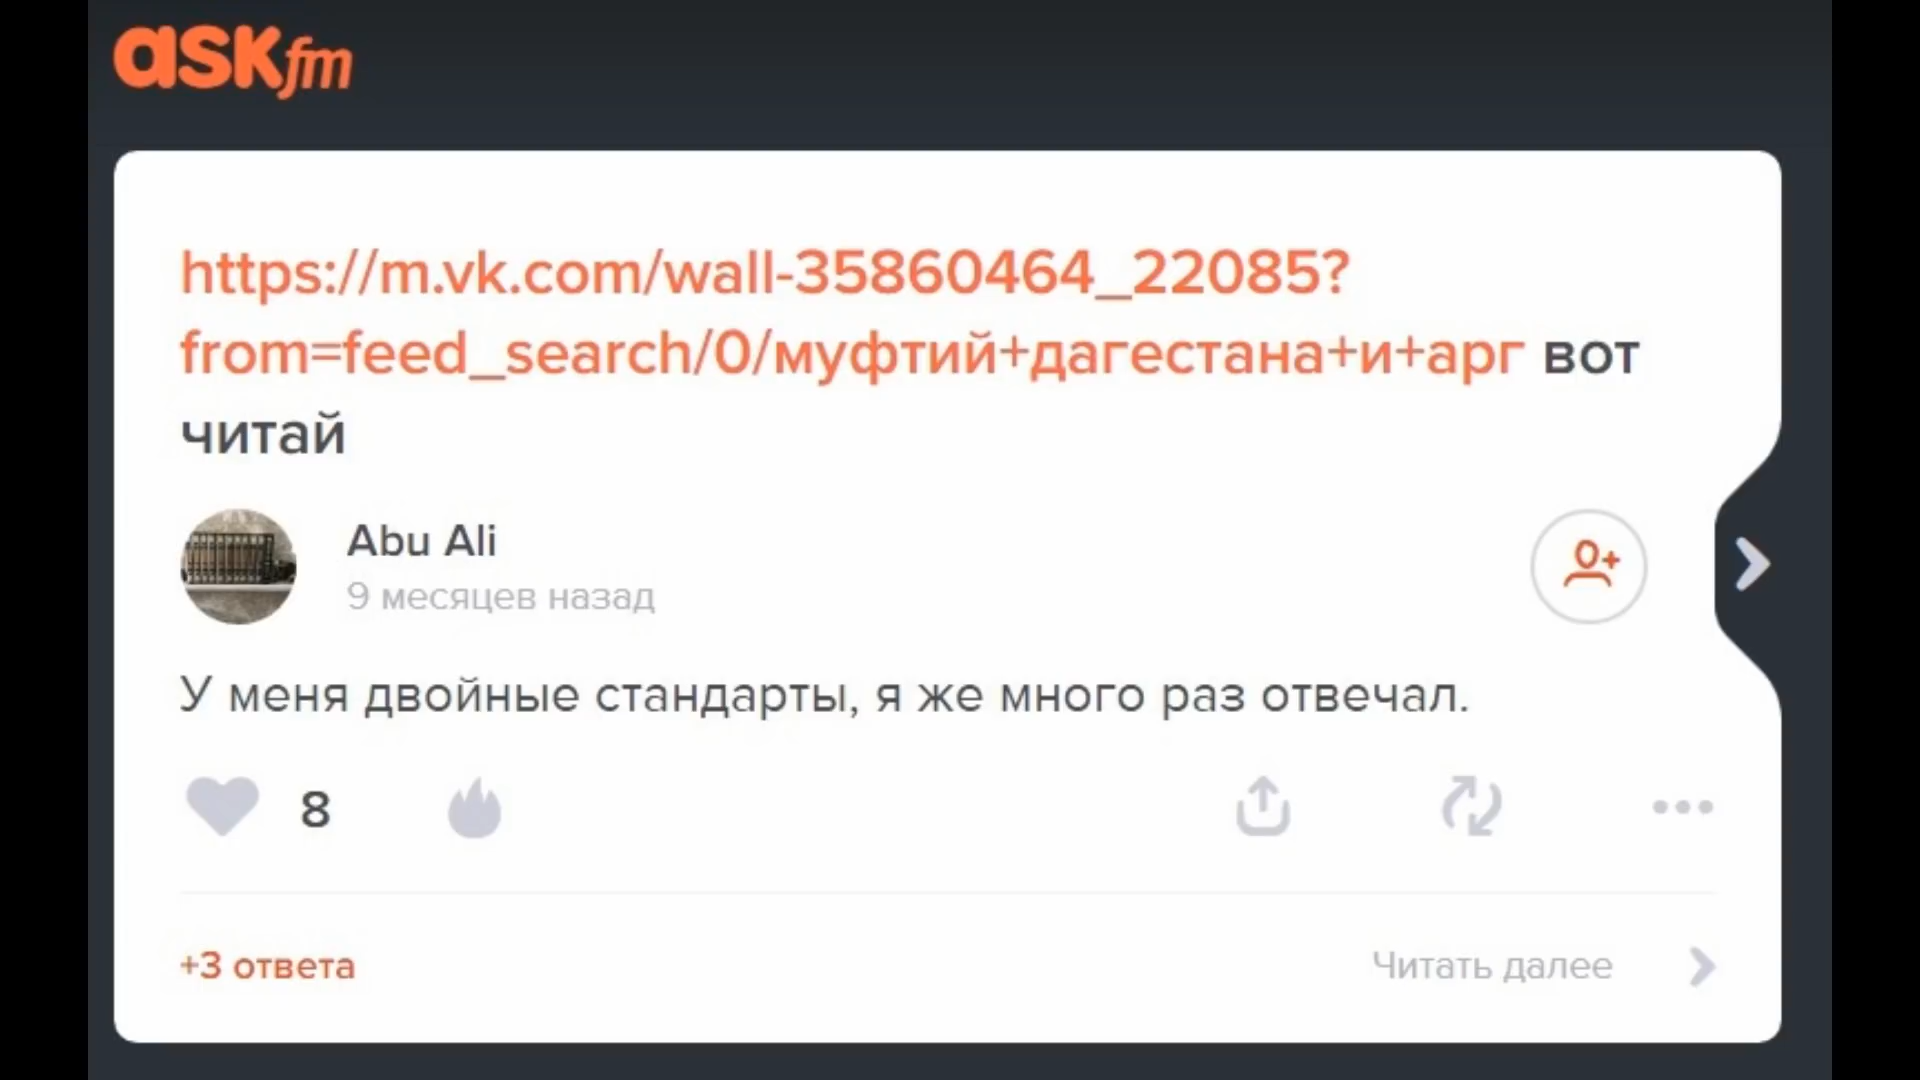 askfm
https://m.vk.com/wall-35860464_22085?
from=feed_search/0/муфтий+дагестана+и+арг вот
читай
Abu Ali
9 месяцев назад
У меня двойные стандарты, я же много раз отвечал.
8
+3 ответа
Читать далее